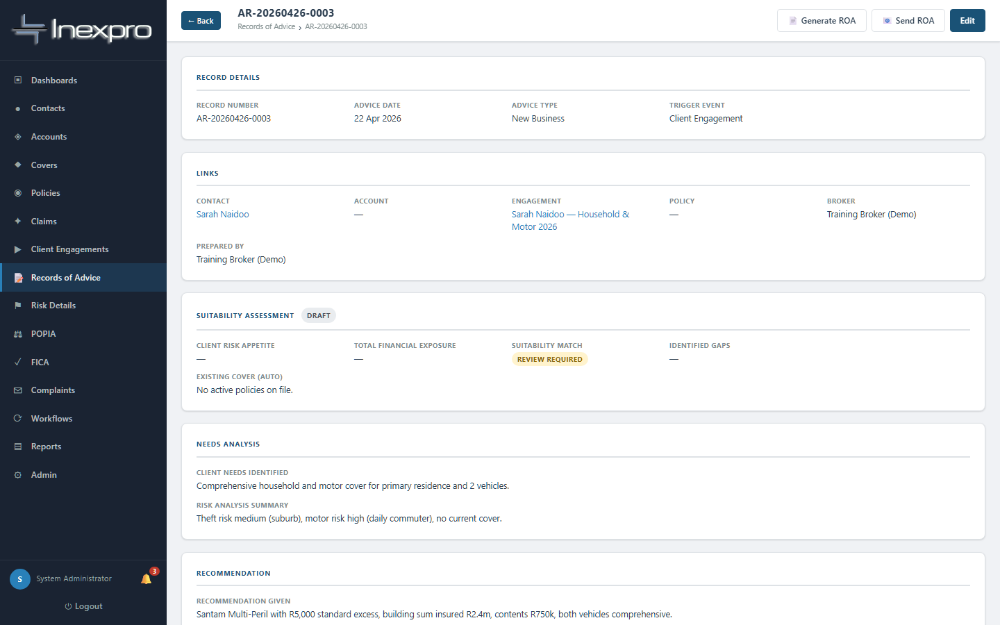 Inexpro
Dashboards
Contacts
Accounts
Covers
Policies
Claims
Client Engagements
Records of Advice
Risk Details
POPIA
FICA
Complaints
Workflows
Reports
Admin
S
System Administrator
3
Logout
← Back
AR-20260426-0003
Records of Advice › AR-20260426-0003
Generate ROA
Send ROA
Edit
RECORD DETAILS
RECORD NUMBER
AR-20260426-0003
ADVICE DATE
22 Apr 2026
ADVICE TYPE
New Business
TRIGGER EVENT
Client Engagement
LINKS
CONTACT
Sarah Naidoo
ACCOUNT
—
ENGAGEMENT
Sarah Naidoo — Household &
Motor 2026
POLICY
—
BROKER
Training Broker (Demo)
PREPARED BY
Training Broker (Demo)
SUITABILITY ASSESSMENT DRAFT
CLIENT RISK APPETITE
—
TOTAL FINANCIAL EXPOSURE
—
SUITABILITY MATCH
REVIEW REQUIRED
IDENTIFIED GAPS
—
EXISTING COVER (AUTO)
No active policies on file.
NEEDS ANALYSIS
CLIENT NEEDS IDENTIFIED
Comprehensive household and motor cover for primary residence and 2 vehicles.
RISK ANALYSIS SUMMARY
Theft risk medium (suburb), motor risk high (daily commuter), no current cover.
RECOMMENDATION
RECOMMENDATION GIVEN
Santam Multi-Peril with R5,000 standard excess, building sum insured R2.4m, contents R750k, both vehicles comprehensive.